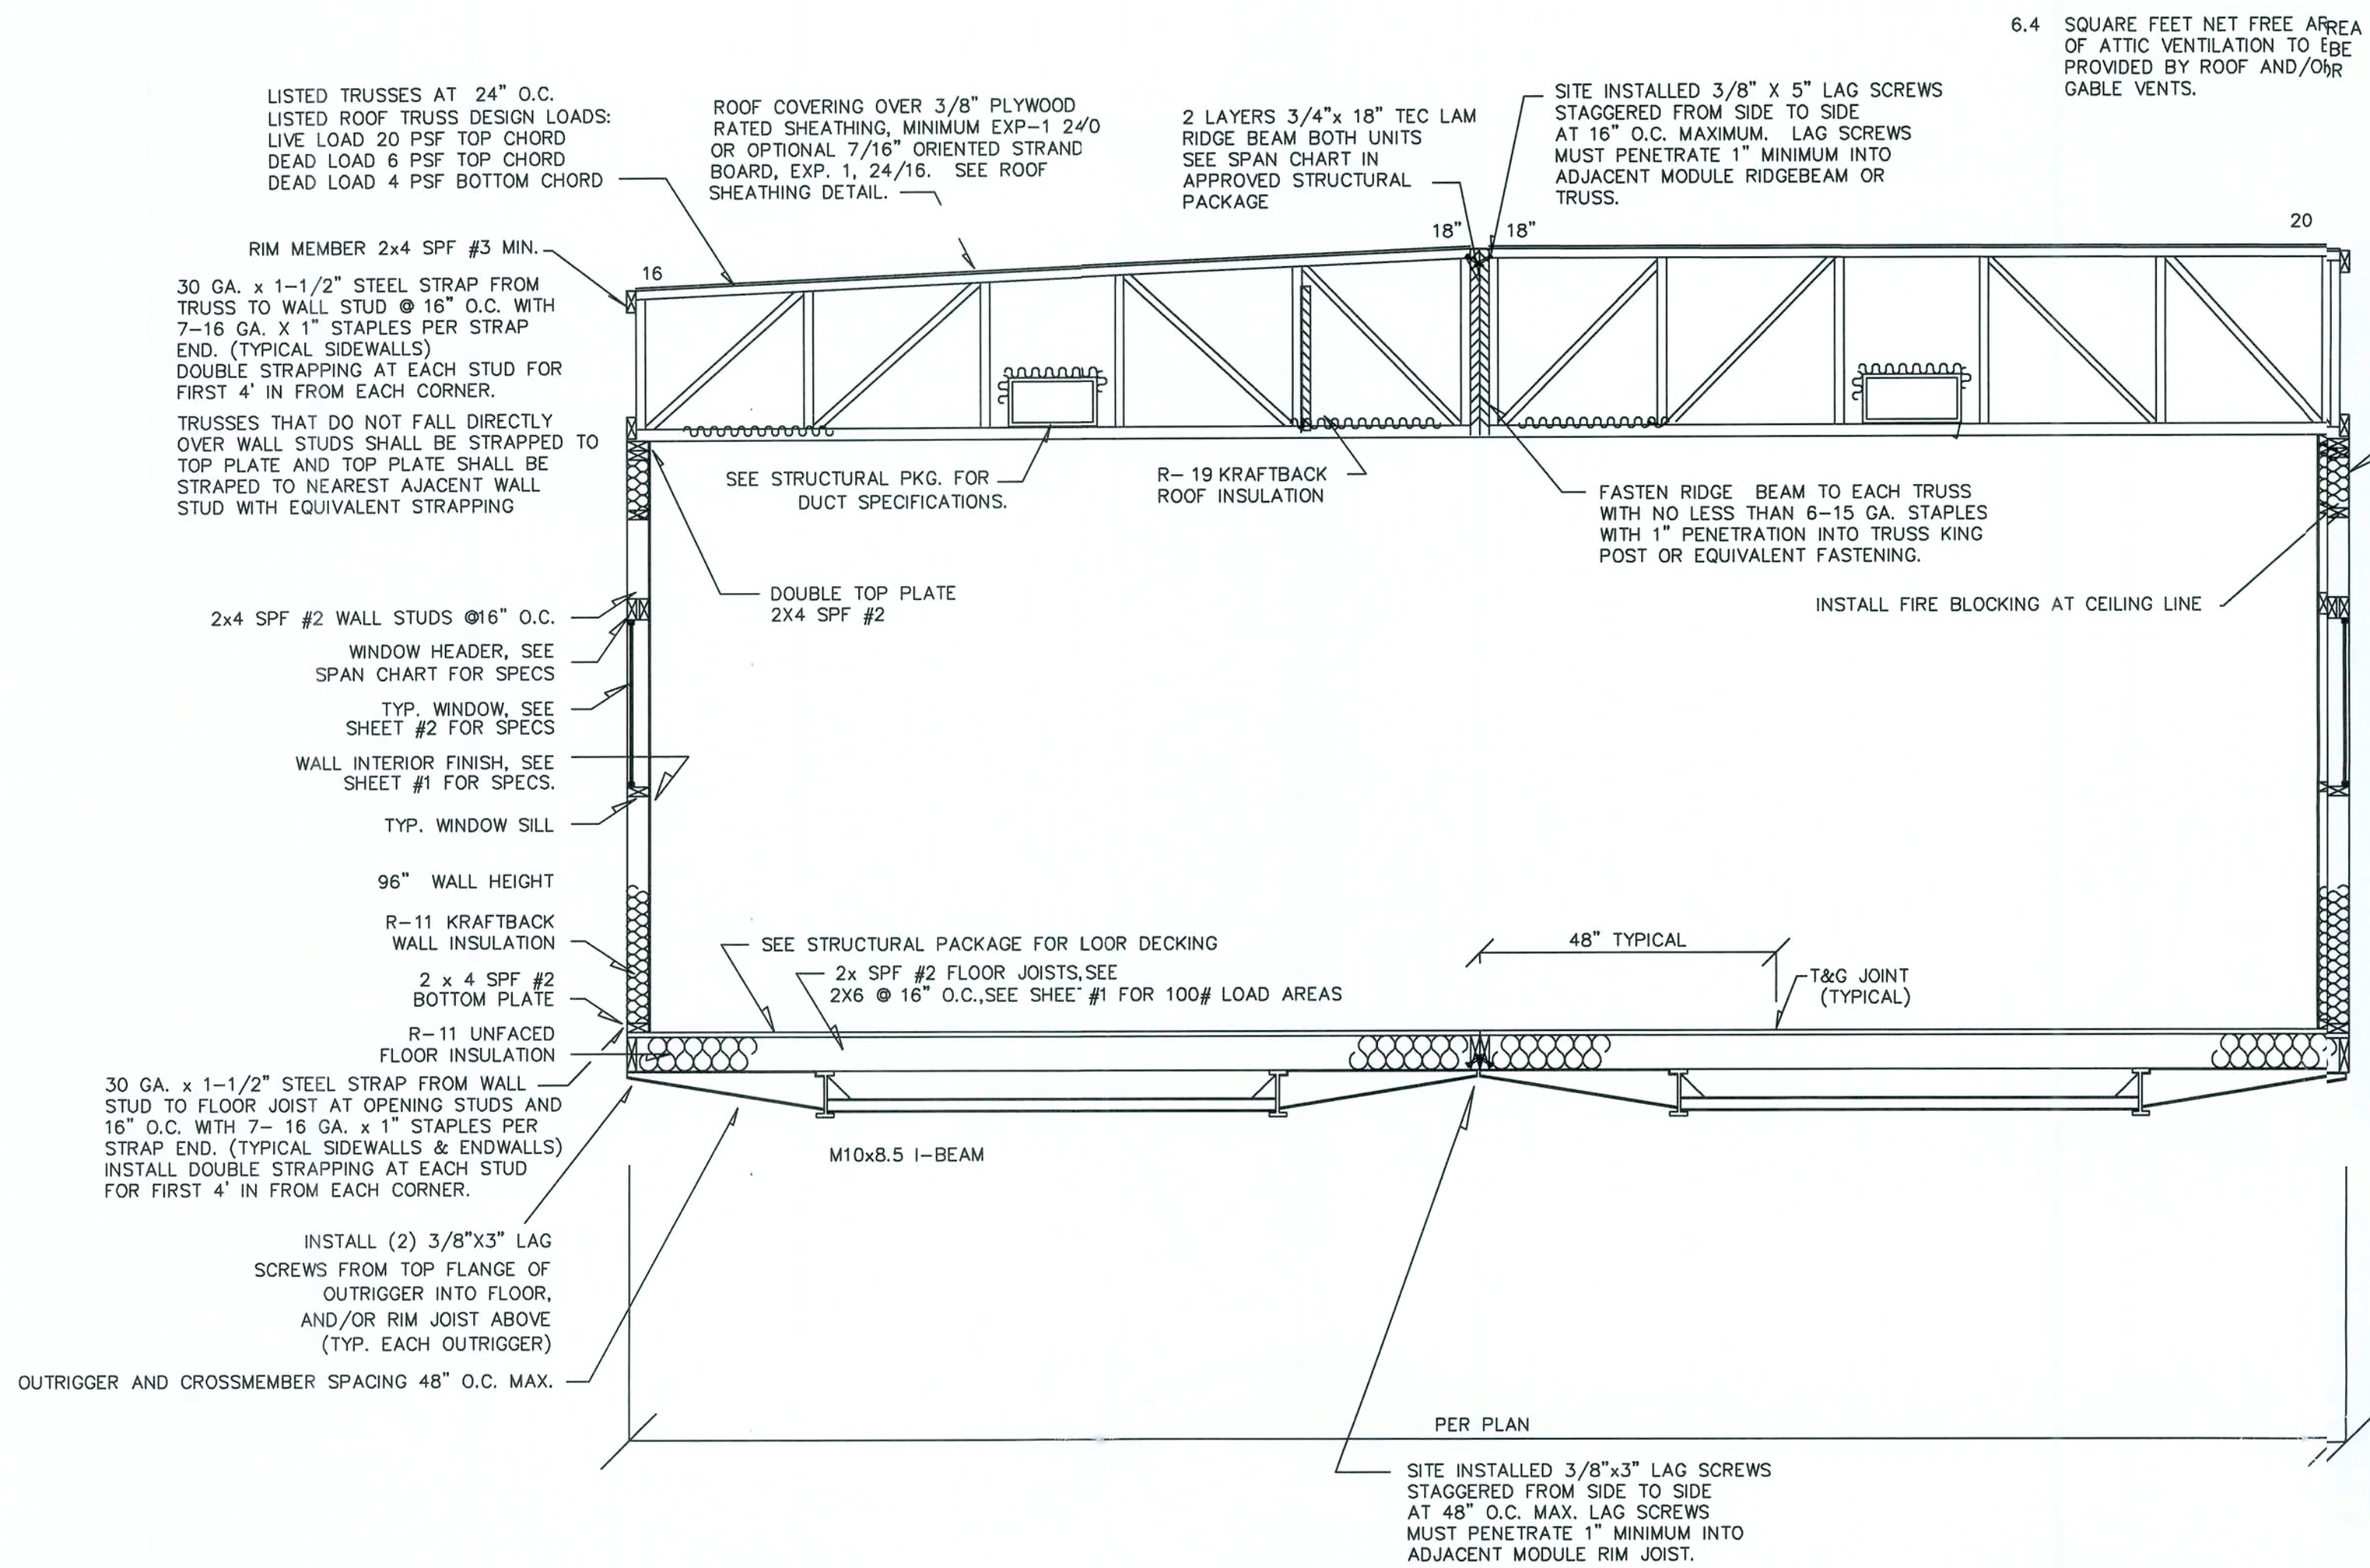 6.4 SQUARE FEET NET FREE AREA
OF ATTIC VENTILATION TO BE
PROVIDED BY ROOF AND/OR
GABLE VENTS.
LISTED TRUSSES AT 24" O.C.
LISTED ROOF TRUSS DESIGN LOADS:
LIVE LOAD 20 PSF TOP CHORD
DEAD LOAD 6 PSF TOP CHORD
DEAD LOAD 4 PSF BOTTOM CHORD
ROOF COVERING OVER 3/8" PLYWOOD
RATED SHEATHING, MINIMUM EXP-1 24/0
OR OPTIONAL 7/16" ORIENTED STRAND
BOARD, EXP. 1, 24/16. SEE ROOF
SHEATHING DETAIL.
2 LAYERS 3/4"x 18" TEC LAM
RIDGE BEAM BOTH UNITS
SEE SPAN CHART IN
APPROVED STRUCTURAL
PACKAGE
SITE INSTALLED 3/8" X 5" LAG SCREWS
STAGGERED FROM SIDE TO SIDE
AT 16" O.C. MAXIMUM. LAG SCREWS
MUST PENETRATE 1" MINIMUM INTO
ADJACENT MODULE RIDGEBEAM OR
TRUSS.
18" 18"
20
16
RIM MEMBER 2x4 SPF #3 MIN.
30 GA. x 1-1/2" STEEL STRAP FROM
TRUSS TO WALL STUD @ 16" O.C. WITH
7-16 GA. X 1" STAPLES PER STRAP
END. (TYPICAL SIDEWALLS)
DOUBLE STRAPPING AT EACH STUD FOR
FIRST 4' IN FROM EACH CORNER.
TRUSSES THAT DO NOT FALL DIRECTLY
OVER WALL STUDS SHALL BE STRAPPED TO
TOP PLATE AND TOP PLATE SHALL BE
STRAPED TO NEAREST AJACENT WALL
STUD WITH EQUIVALENT STRAPPING
SEE STRUCTURAL PKG. FOR
DUCT SPECIFICATIONS.
R- 19 KRAFTBACK
ROOF INSULATION
FASTEN RIDGE BEAM TO EACH TRUSS
WITH NO LESS THAN 6-15 GA. STAPLES
WITH 1" PENETRATION INTO TRUSS KING
POST OR EQUIVALENT FASTENING.
DOUBLE TOP PLATE
2X4 SPF #2
INSTALL FIRE BLOCKING AT CEILING LINE
2x4 SPF #2 WALL STUDS @16" O.C.
WINDOW HEADER, SEE
SPAN CHART FOR SPECS
TYP. WINDOW, SEE
SHEET #2 FOR SPECS
WALL INTERIOR FINISH, SEE
SHEET #1 FOR SPECS.
TYP. WINDOW SILL
96" WALL HEIGHT
R-11 KRAFTBACK
WALL INSULATION
2 x 4 SPF #2
BOTTOM PLATE
R-11 UNFACED
FLOOR INSULATION
SEE STRUCTURAL PACKAGE FOR LOOR DECKING
2x SPF #2 FLOOR JOISTS,SEE
2X6 @ 16" O.C.,SEE SHEET #1 FOR 100# LOAD AREAS
48" TYPICAL
T&G JOINT
(TYPICAL)
30 GA. x 1-1/2" STEEL STRAP FROM WALL
STUD TO FLOOR JOIST AT OPENING STUDS AND
16" O.C. WITH 7- 16 GA. x 1" STAPLES PER
STRAP END. (TYPICAL SIDEWALLS & ENDWALLS)
INSTALL DOUBLE STRAPPING AT EACH STUD
FOR FIRST 4' IN FROM EACH CORNER.
M10x8.5 I-BEAM
INSTALL (2) 3/8"X3" LAG
SCREWS FROM TOP FLANGE OF
OUTRIGGER INTO FLOOR,
AND/OR RIM JOIST ABOVE
(TYP. EACH OUTRIGGER)
OUTRIGGER AND CROSSMEMBER SPACING 48" O.C. MAX.
PER PLAN
SITE INSTALLED 3/8"x3" LAG SCREWS
STAGGERED FROM SIDE TO SIDE
AT 48" O.C. MAX. LAG SCREWS
MUST PENETRATE 1" MINIMUM INTO
ADJACENT MODULE RIM JOIST.